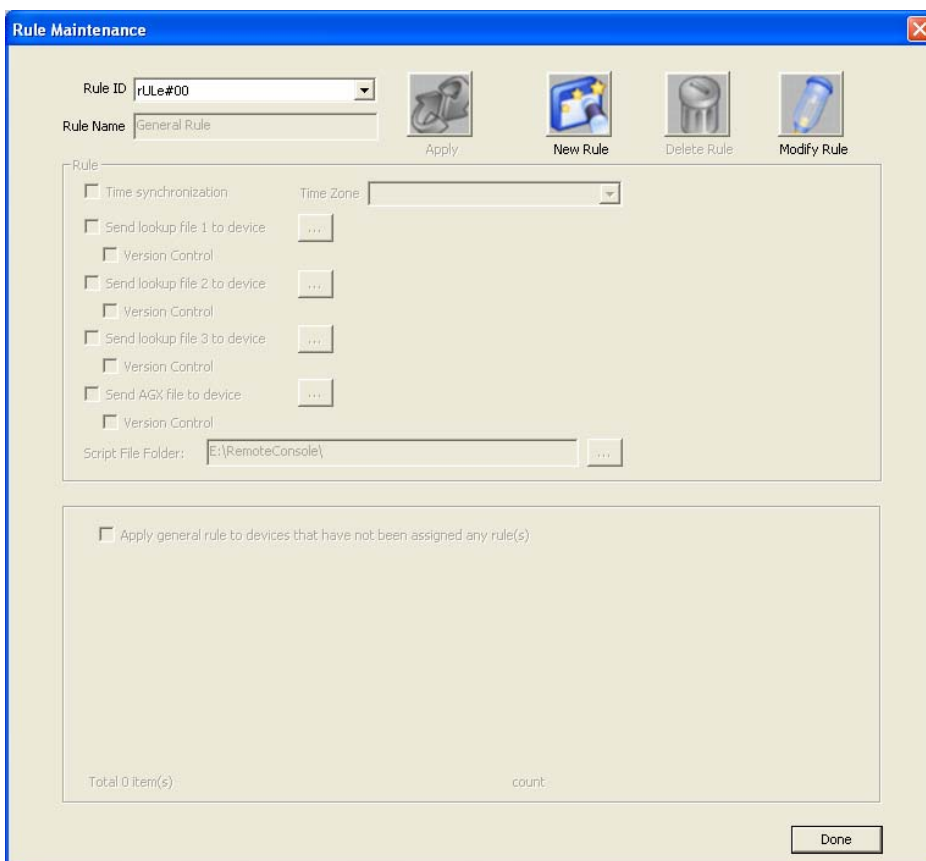 Rule Maintenance
Rule ID rULe#00
Rule Name General Rule
Apply New Rule Delete Rule Modify Rule
Rule
Time synchronization Time Zone
Send lookup file 1 to device ...
Version Control
Send lookup file 2 to device ...
Version Control
Send lookup file 3 to device ...
Version Control
Send AGX file to device ...
Version Control
Script File Folder: E:\RemoteConsole\ ...
Apply general rule to devices that have not been assigned any rule(s)
Total 0 item(s) count
Done